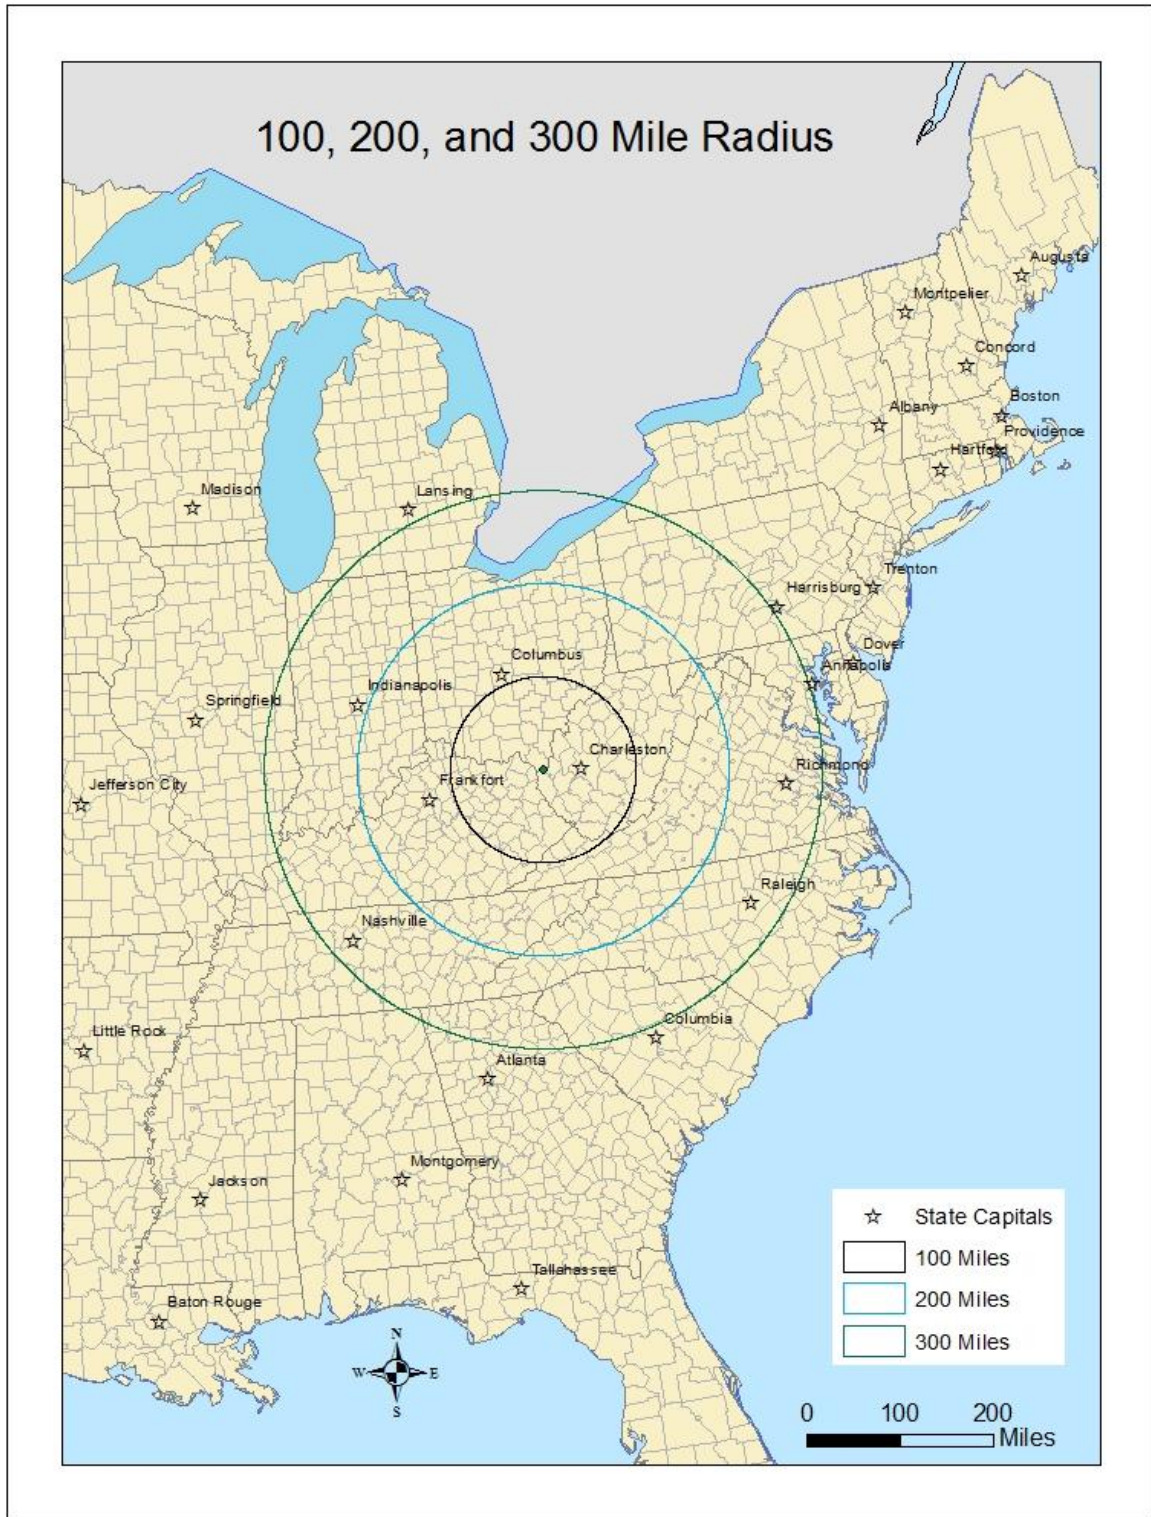 100, 200, and 300 Mile Radius
Augusta
Montpelier
Concord
Boston
Albany
Providence
Hartford
Madison
Lansing
Trenton
Harrisburg
Dover
Columbus
Annapolis
Indianapolis
Springfield
Charleston
Richmond
Frankfort
Jefferson City
Raleigh
Nashville
Columbia
Little Rock
Atlanta
Montgomery
Jackson
Tallahassee
Baton Rouge
State Capitals
100 Miles
200 Miles
300 Miles
N
W E
S
0 100 200
Miles